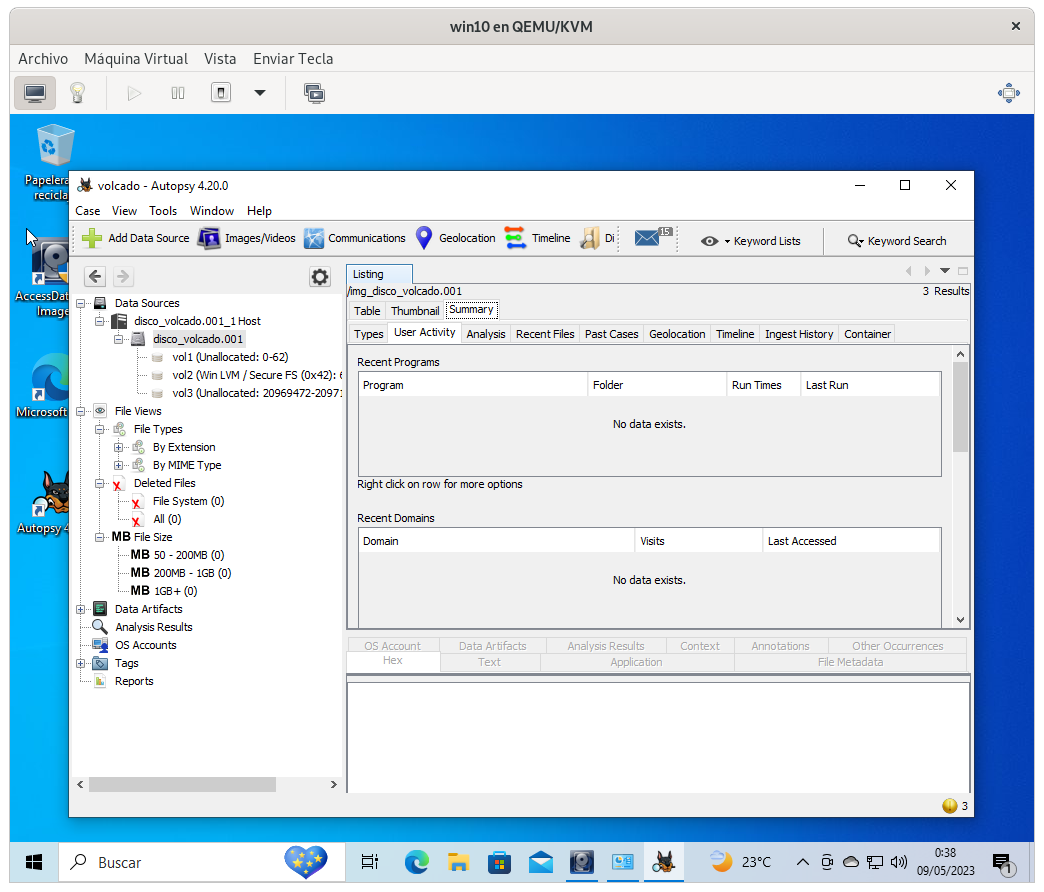 win10 en QEMU/KVM
Archivo Máquina Virtual Vista Enviar Tecla
Papelera
recicla
AccessDat
Image
Microsoft
Autopsy 4
volcado - Autopsy 4.20.0
Case View Tools Window Help
Add Data Source Images/Videos Communications Geolocation Timeline Di 15 Keyword Lists Keyword Search
Data Sources
disco_volcado.001_1 Host
disco_volcado.001
vol1 (Unallocated: 0-62)
vol2 (Win LVM / Secure FS (0x42): 6
vol3 (Unallocated: 20969472-20971
File Views
File Types
By Extension
By MIME Type
Deleted Files
File System (0)
All (0)
MB File Size
MB 50 - 200MB (0)
MB 200MB - 1GB (0)
MB 1GB+ (0)
Data Artifacts
Analysis Results
OS Accounts
Tags
Reports
Listing
/img_disco_volcado.001 3 Results
Table Thumbnail Summary
Types User Activity Analysis Recent Files Past Cases Geolocation Timeline Ingest History Container
Recent Programs
Program Folder Run Times Last Run
No data exists.
Right click on row for more options
Recent Domains
Domain Visits Last Accessed
No data exists.
OS Account Data Artifacts Analysis Results Context Annotations Other Occurrences
Hex Text Application File Metadata
3
Buscar
23°C
0:38
09/05/2023
1